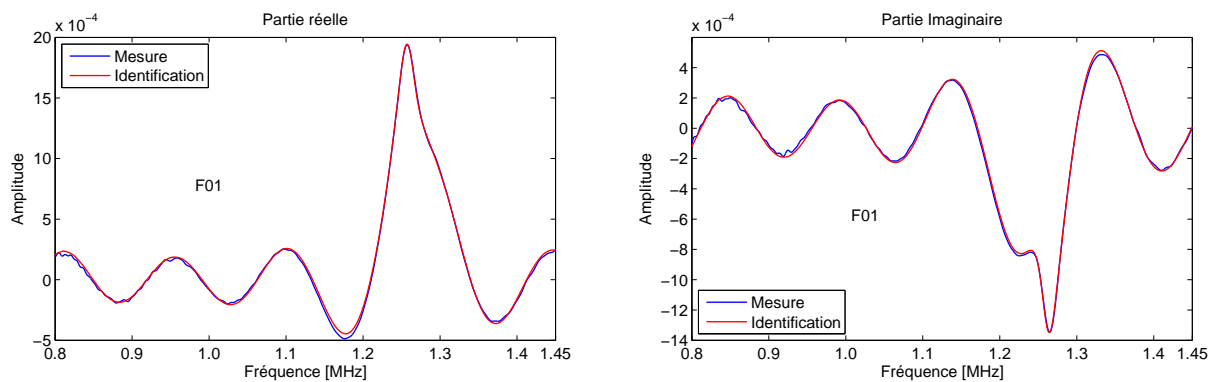 Partie réelle
x 10⁻⁴
20
15
10
5
0
−5
Amplitude
Mesure
Identification
F01
0.8 0.9 1.0 1.1 1.2 1.3 1.4 1.45
Fréquence [MHz]
Partie Imaginaire
x 10⁻⁴
4
2
0
−2
−4
−6
−8
−10
−12
−14
Amplitude
F01
Mesure
Identification
0.8 0.9 1.0 1.1 1.2 1.3 1.4 1.45
Fréquence [MHz]